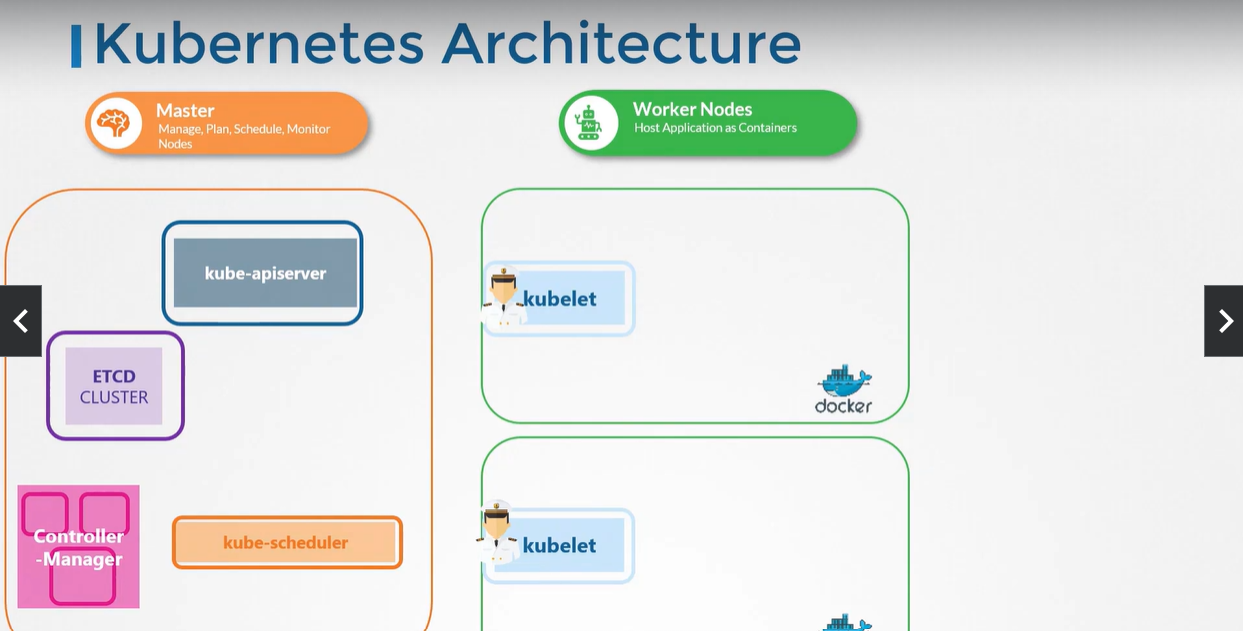 Kubernetes Architecture
Master
Manage, Plan, Schedule, Monitor
Nodes
Worker Nodes
Host Application as Containers
kube-apiserver
ETCD
CLUSTER
Controller
-Manager
kube-scheduler
kubelet
docker
kubelet